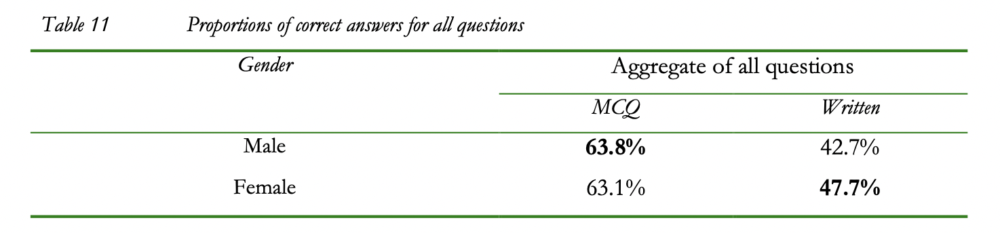 Table 11 Proportions of correct answers for all questions
Gender Aggregate of all questions
MCQ Written
Male 63.8% 42.7%
Female 63.1% 47.7%